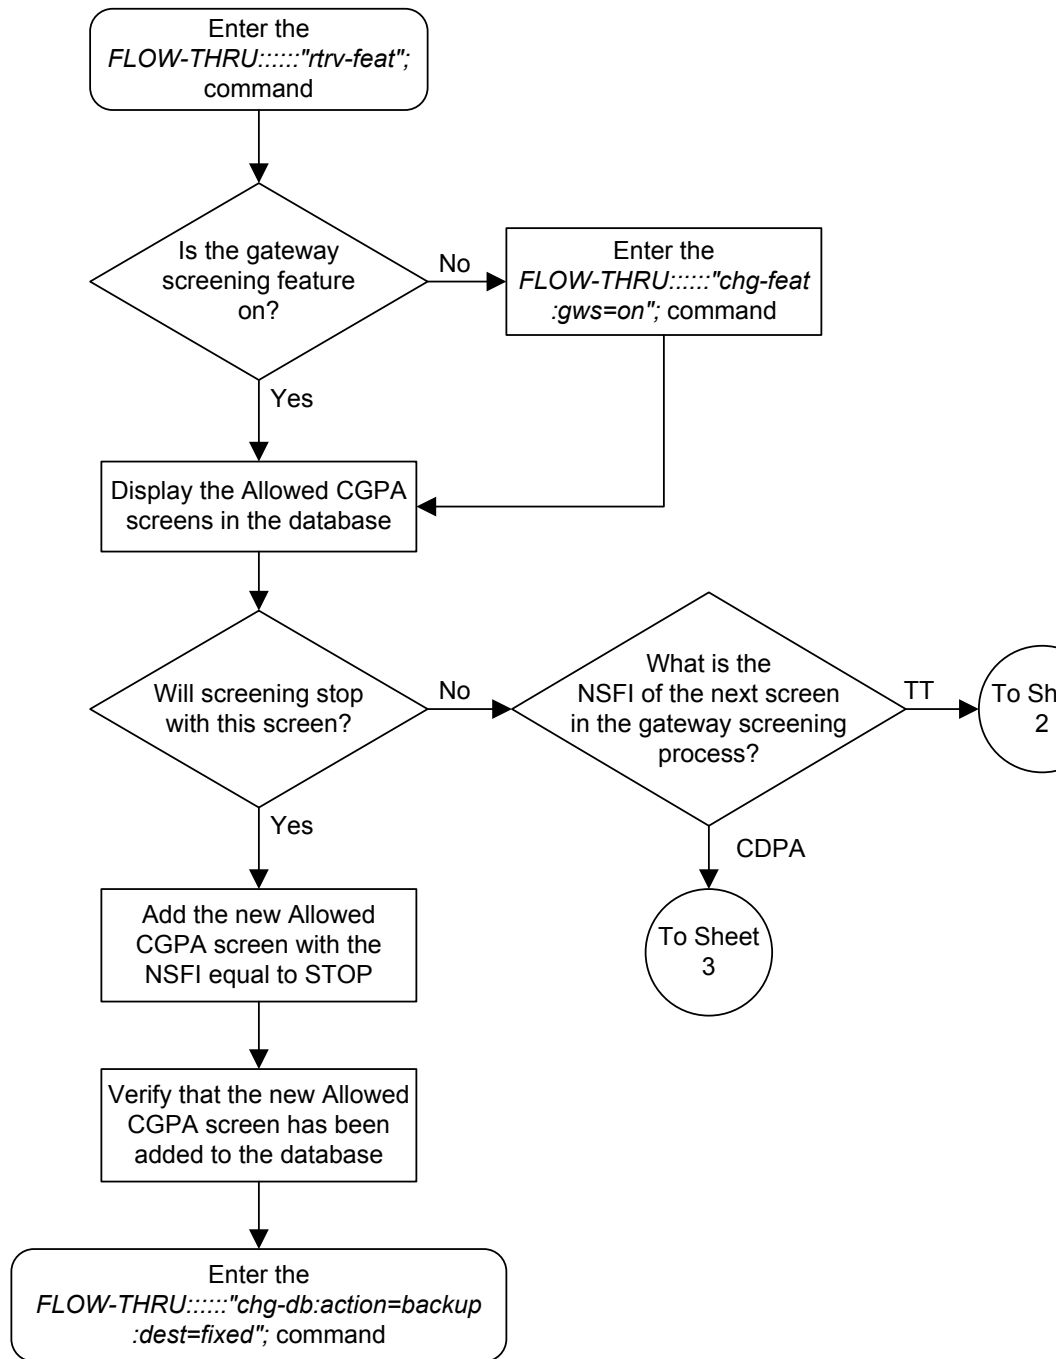 Enter the
FLOW-THRU::::::"rtrv-feat";
command
Is the gateway
screening feature
on?
No
Enter the
FLOW-THRU::::::"chg-feat
:gws=on"; command
Yes
Display the Allowed CGPA
screens in the database
Will screening stop
with this screen?
No
What is the
NSFI of the next screen
in the gateway screening
process?
TT
To Sh
2
Yes
CDPA
To Sheet
3
Add the new Allowed
CGPA screen with the
NSFI equal to STOP
Verify that the new Allowed
CGPA screen has been
added to the database
Enter the
FLOW-THRU::::::"chg-db:action=backup
:dest=fixed"; command